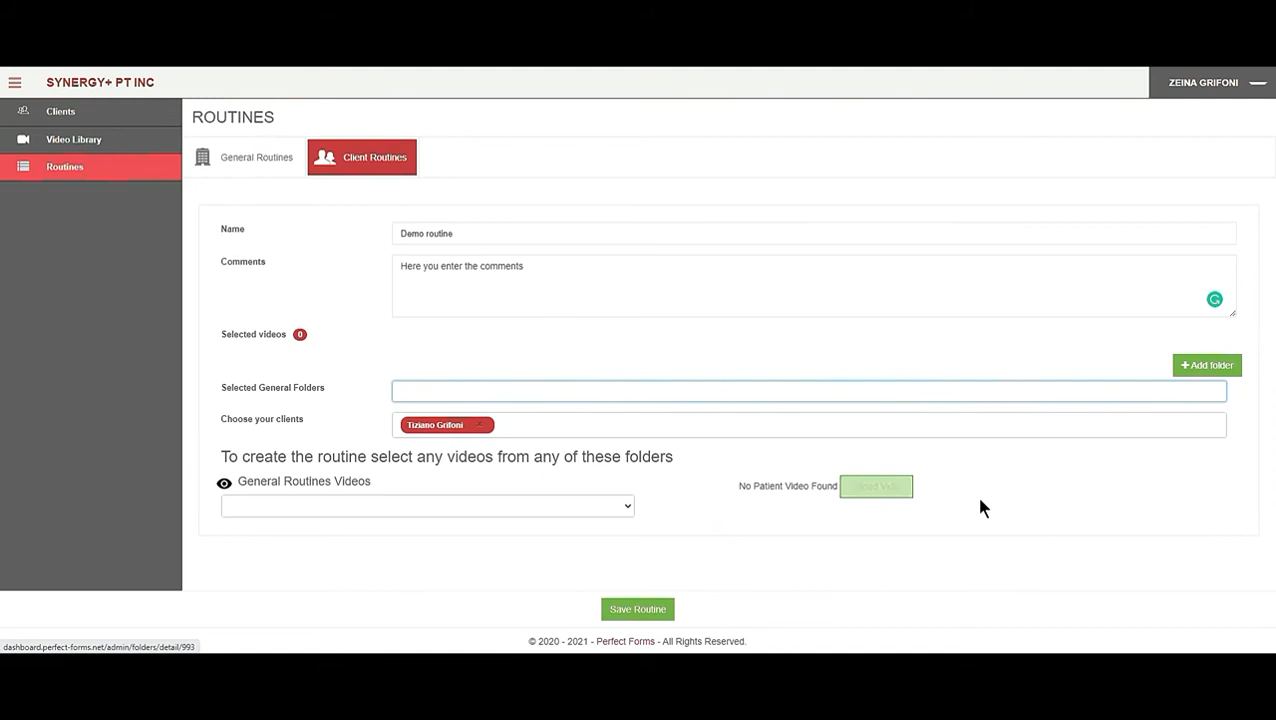 SYNERGY+ PT INC
ZEINA GRIFONI
Clients
Video Library
Routines
ROUTINES
General Routines
Client Routines
Name
Demo routine
Comments
Here you enter the comments
Selected videos 0
+ Add folder
Selected General Folders
Choose your clients
Tiziano Grifoni ×
To create the routine select any videos from any of these folders
General Routines Videos
No Patient Video Found
Save Routine
© 2020 - 2021 - Perfect Forms - All Rights Reserved.
dashboard.perfect-forms.net/admin/folders/detail/993